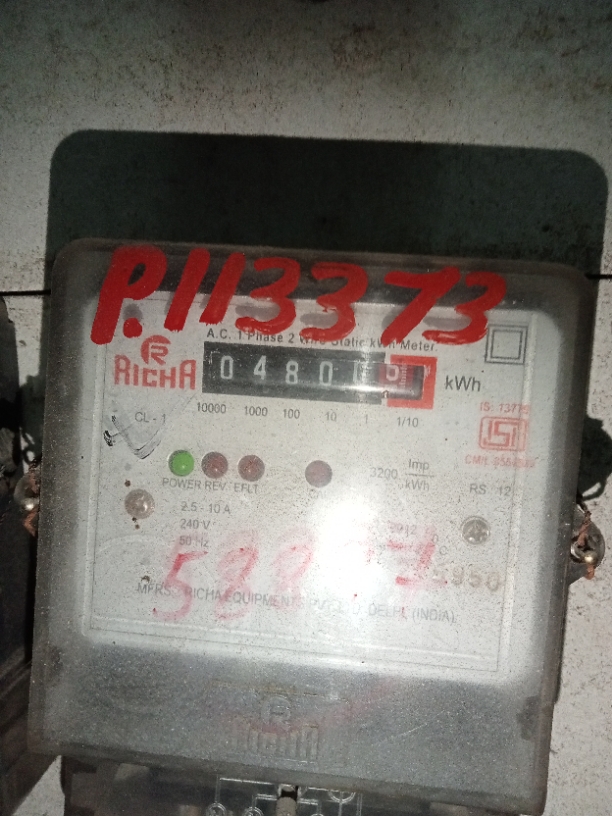 P.113373
A.C. 1 Phase 2 Wire Static kWh Meter.
RICHA
0480
kWh
10000 1000 100 10 1 1/10
IS: 13779
CL - 1
POWER REV. EFLT
3200 Imp
kWh
RS 12
2.5 - 10 A
240 V
50 Hz
MFRS. RICHA EQUIPMENTS DELHI, (INDIA).
RICHA